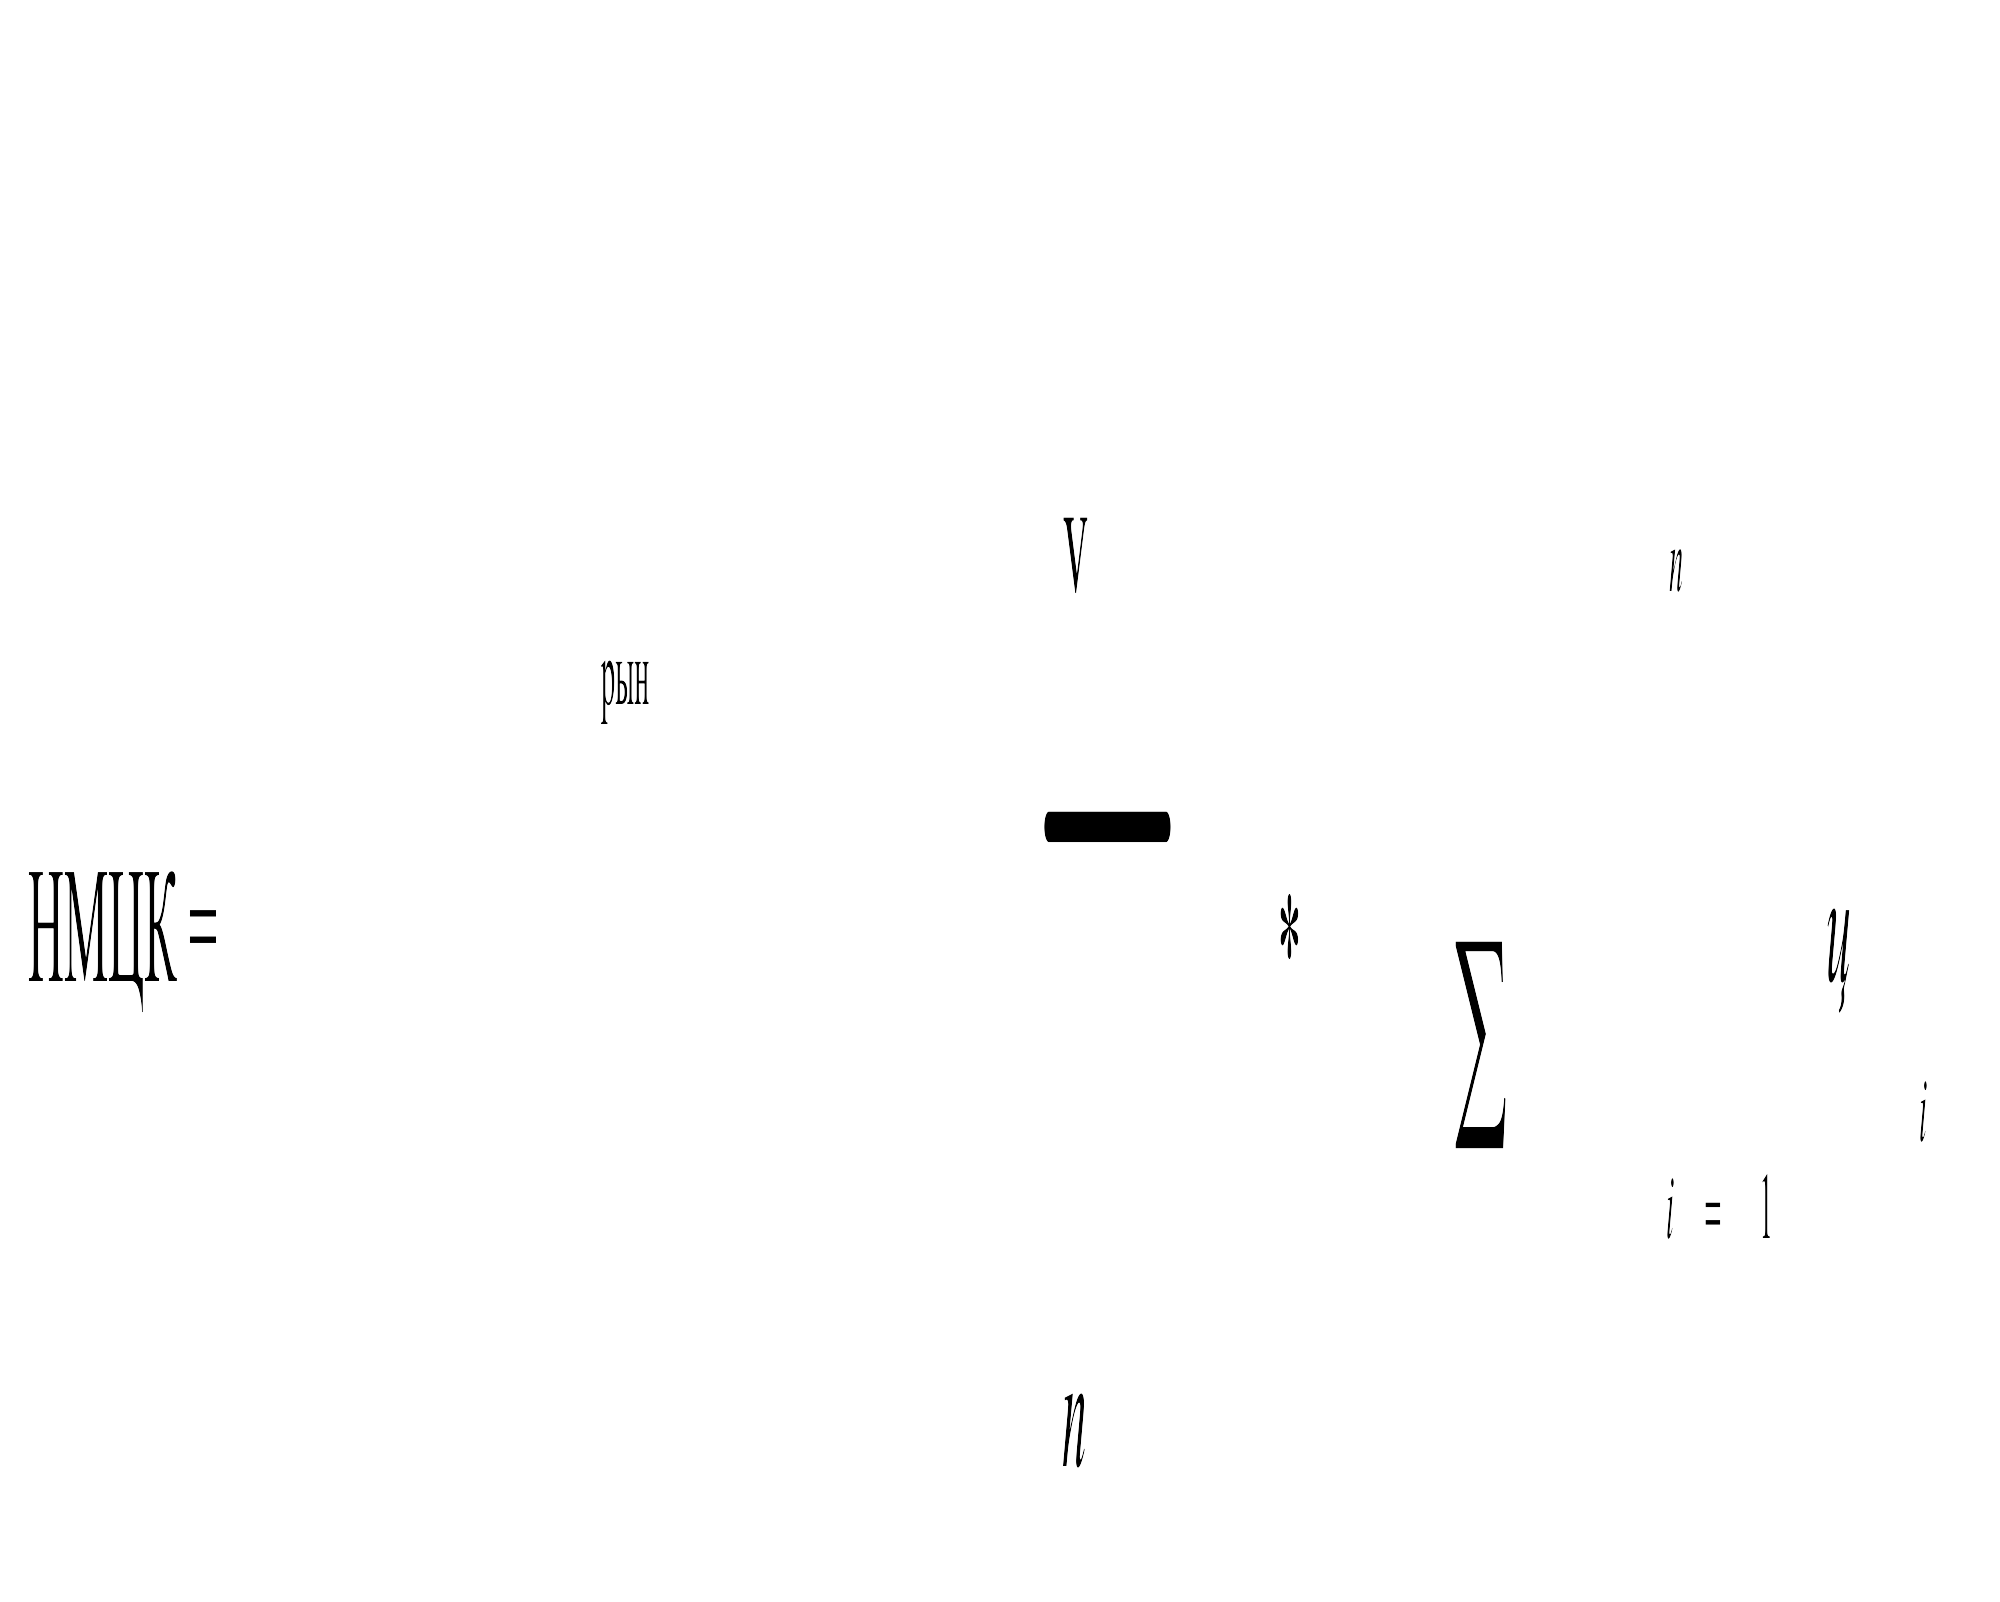 v n
рын
НМЦК = * ∑ ц
i
i = 1
n